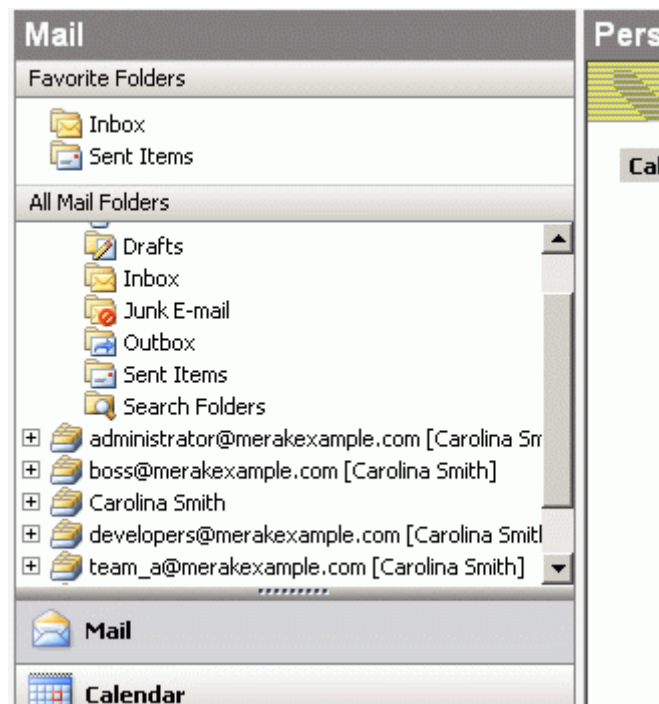 Mail
Pers
Favorite Folders
Inbox
Sent Items
Cal
All Mail Folders
Drafts
Inbox
Junk E-mail
Outbox
Sent Items
Search Folders
administrator@merakexample.com [Carolina Sm
boss@merakexample.com [Carolina Smith]
Carolina Smith
developers@merakexample.com [Carolina Smitl
team_a@merakexample.com [Carolina Smith]
Mail
Calendar